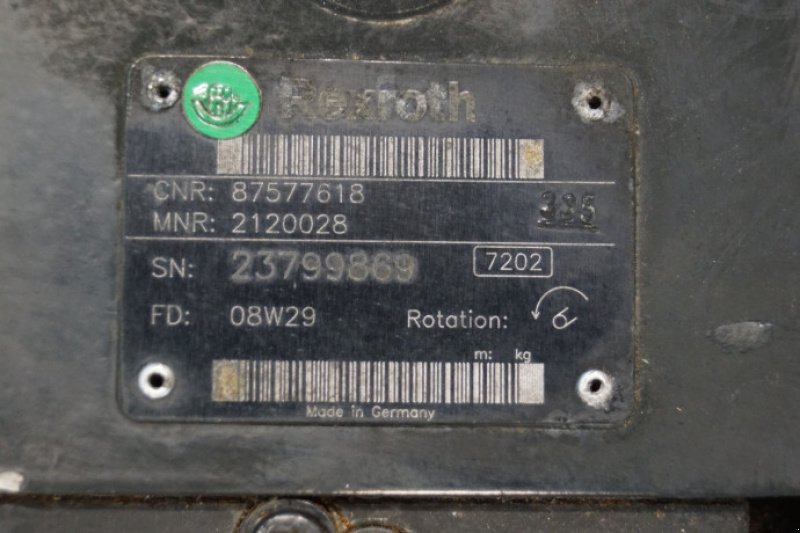 Rexroth
CNR: 87577618
MNR: 2120028
335
SN: 23799869 7202
FD: 08W29 Rotation:
m: kg
Made in Germany